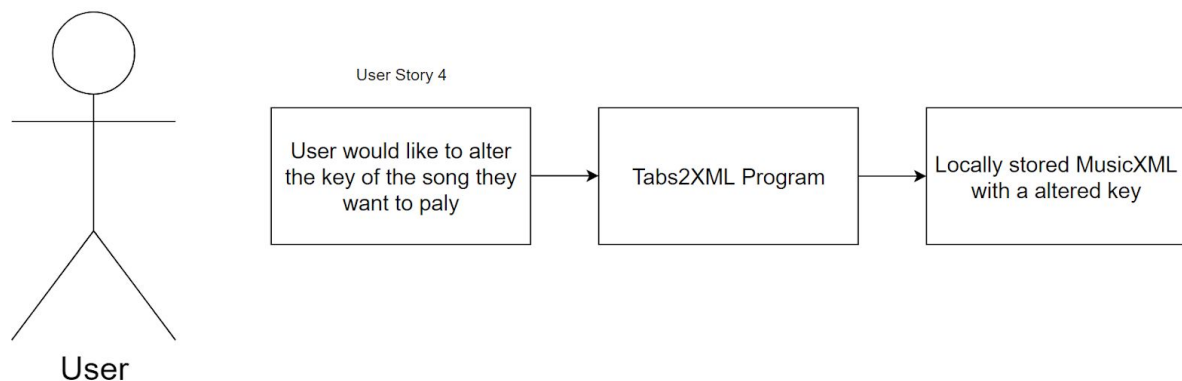 User Story 4
User would like to alter
the key of the song they
want to paly
Tabs2XML Program
Locally stored MusicXML
with a altered key
User